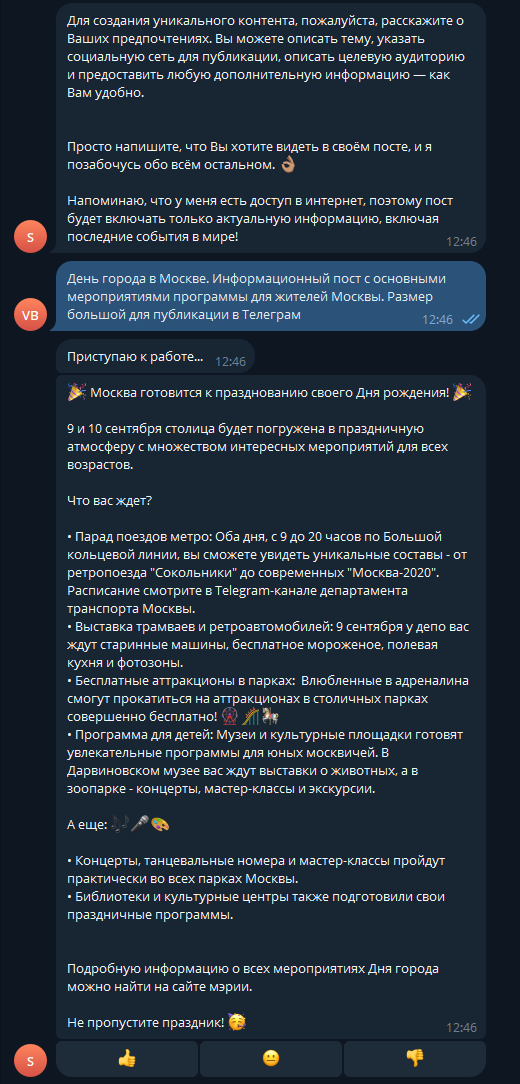 Для создания уникального контента, пожалуйста, расскажите о
Ваших предпочтениях. Вы можете описать тему, указать
социальную сеть для публикации, описать целевую аудиторию
и предоставить любую дополнительную информацию — как
Вам удобно.
Просто напишите, что Вы хотите видеть в своём посте, и я
позабочусь обо всём остальном. 👌🏽
Напоминаю, что у меня есть доступ в интернет, поэтому пост
будет включать только актуальную информацию, включая
последние события в мире!
12:46
S
День города в Москве. Информационный пост с основными
мероприятиями программы для жителей Москвы. Размер
большой для публикации в Телеграм
12:46
VB
Приступаю к работе... 12:46
🎉 Москва готовится к празднованию своего Дня рождения! 🎉
9 и 10 сентября столица будет погружена в праздничную
атмосферу с множеством интересных мероприятий для всех
возрастов.
Что вас ждет?
• Парад поездов метро: Оба дня, с 9 до 20 часов по Большой
кольцевой линии, вы сможете увидеть уникальные составы - от
ретропоезда "Сокольники" до современных "Москва-2020".
Расписание смотрите в Telegram-канале департамента
транспорта Москвы.
• Выставка трамваев и ретроавтомобилей: 9 сентября у депо вас
ждут старинные машины, бесплатное мороженое, полевая
кухня и фотозоны.
• Бесплатные аттракционы в парках: Влюбленные в адреналина
смогут прокатиться на аттракционах в столичных парках
совершенно бесплатно! 🎡🎢🎠
• Программа для детей: Музеи и культурные площадки готовят
увлекательные программы для юных москвичей. В
Дарвиновском музее вас ждут выставки о животных, а в
зоопарке - концерты, мастер-классы и экскурсии.
А еще: 🎶🎤🎨
• Концерты, танцевальные номера и мастер-классы пройдут
практически во всех парках Москвы.
• Библиотеки и культурные центры также подготовили свои
праздничные программы.
Подробную информацию о всех мероприятиях Дня города
можно найти на сайте мэрии.
Не пропустите праздник! 🥳
12:46
S
👍 😐 👎